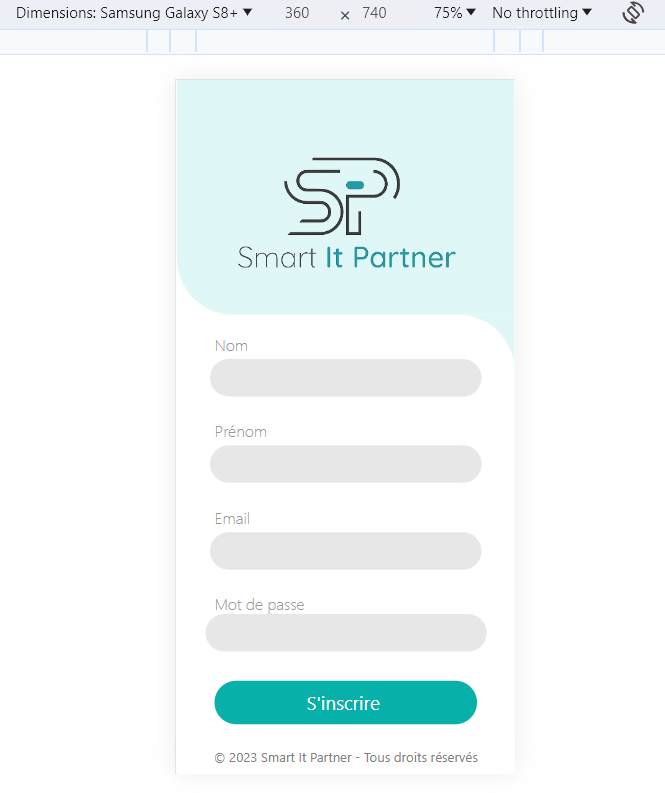 Dimensions: Samsung Galaxy S8+ ▼ 360 × 740 75% ▼ No throttling ▼
SP
Smart It Partner
Nom
Prénom
Email
Mot de passe
S'inscrire
© 2023 Smart It Partner - Tous droits réservés